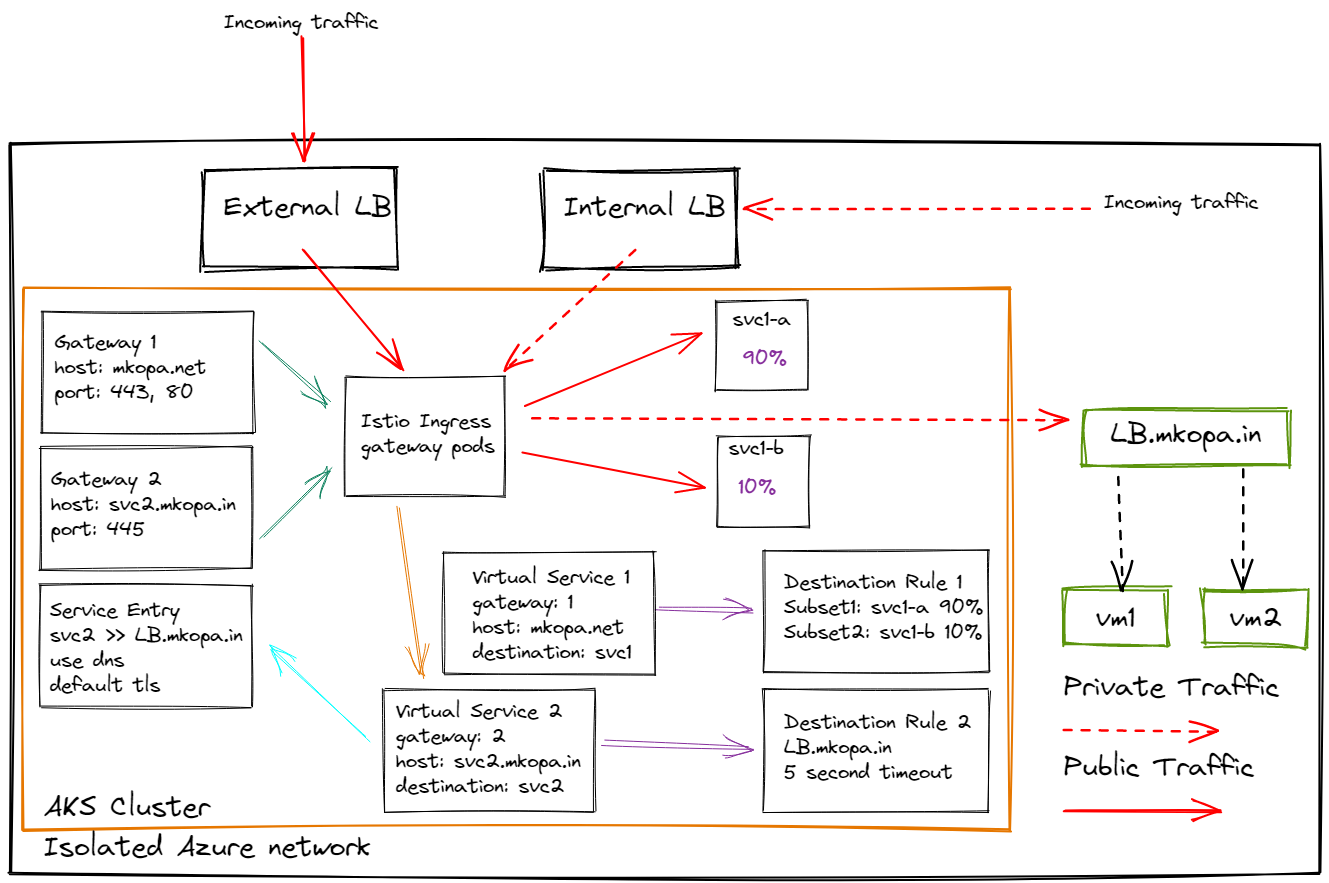 Incoming traffic
External LB
Internal LB
Incoming traffic
Gateway 1
host: mkopa.net
port: 443, 80
Istio Ingress
gateway pods
svc1-a
90%
svc1-b
10%
LB.mkopa.in
vm1
vm2
Gateway 2
host: svc2.mkopa.in
port: 445
Service Entry
svc2 >> LB.mkopa.in
use dns
default tls
Virtual Service 1
gateway: 1
host: mkopa.net
destination: svc1
Destination Rule 1
Subset1: svc1-a 90%
Subset2: svc1-b 10%
Virtual Service 2
gateway: 2
host: svc2.mkopa.in
destination: svc2
Destination Rule 2
LB.mkopa.in
5 second timeout
Private Traffic
Public Traffic
AKS Cluster
Isolated Azure network